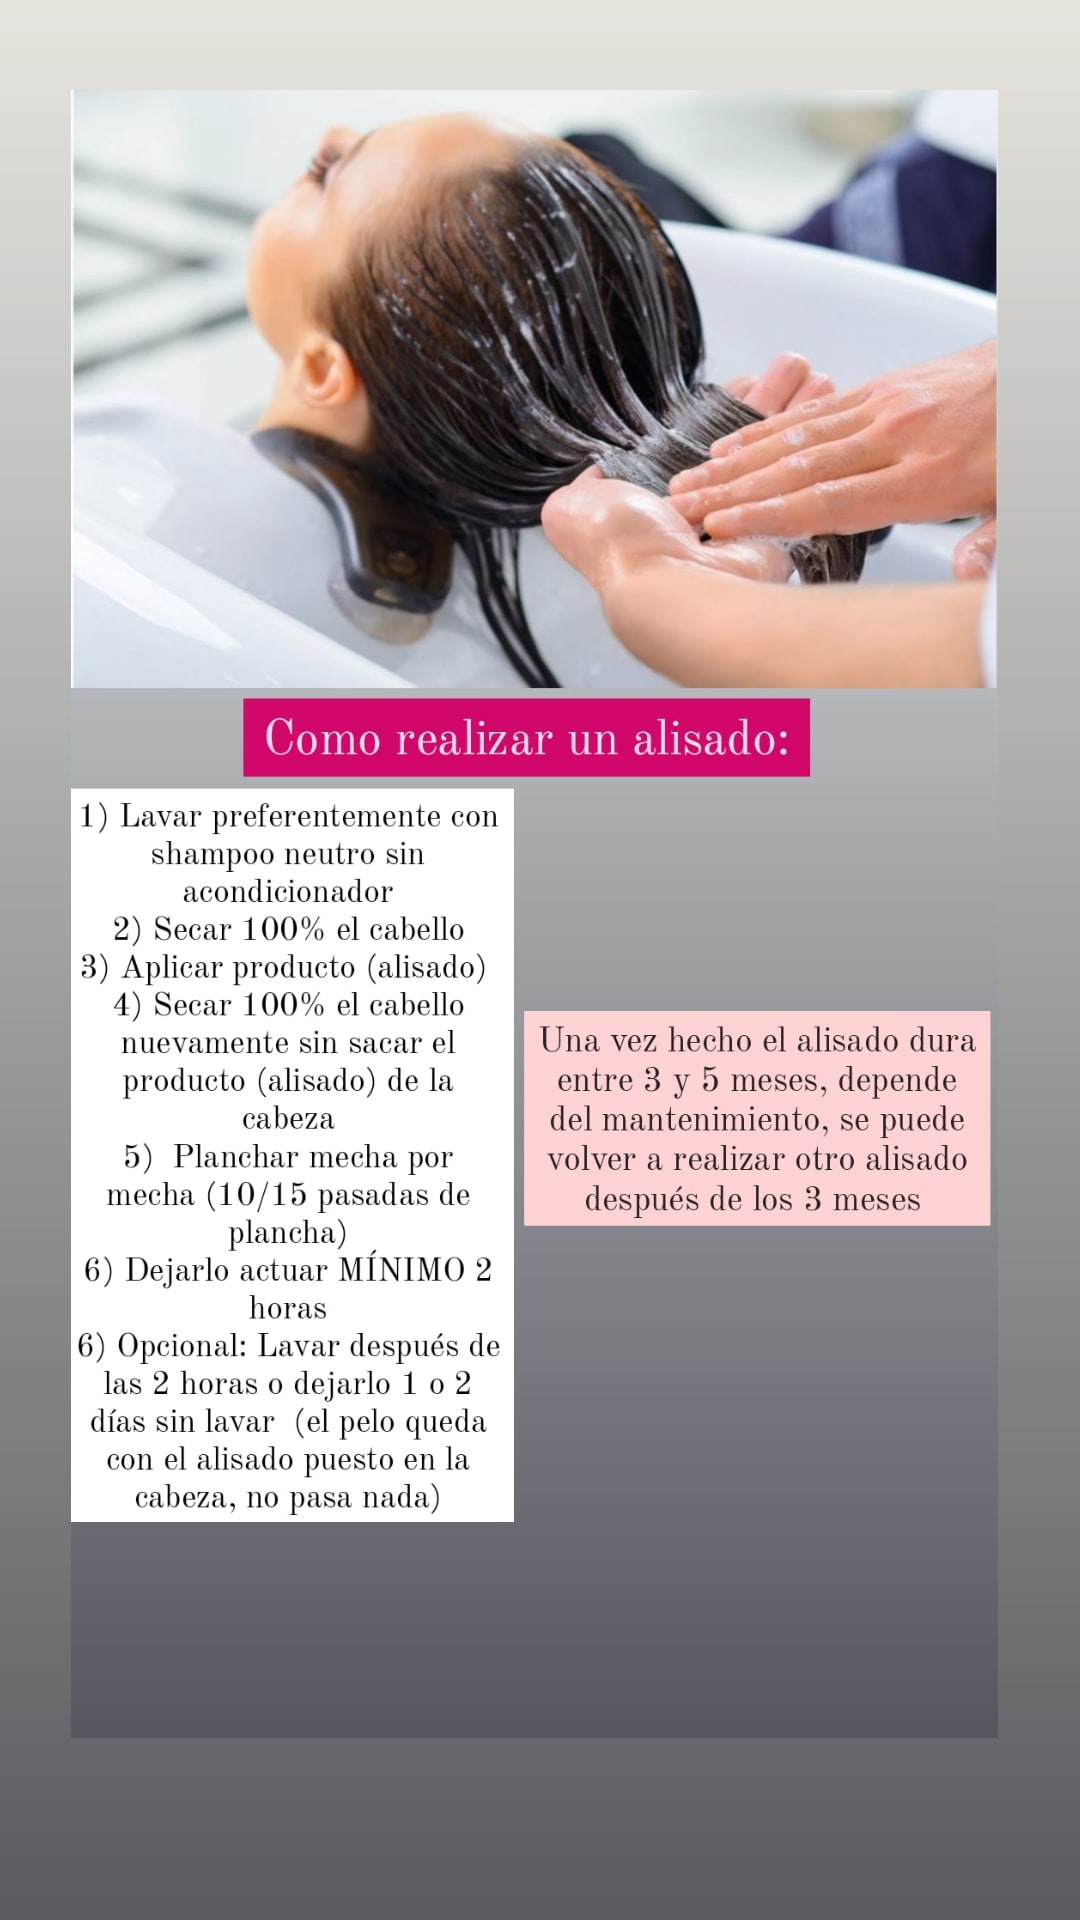 Como realizar un alisado:
1) Lavar preferentemente con
shampoo neutro sin
acondicionador
2) Secar 100% el cabello
3) Aplicar producto (alisado)
4) Secar 100% el cabello
nuevamente sin sacar el
producto (alisado) de la
cabeza
5)  Planchar mecha por
mecha (10/15 pasadas de
plancha)
6) Dejarlo actuar MÍNIMO 2
horas
6) Opcional: Lavar después de
las 2 horas o dejarlo 1 o 2
días sin lavar  (el pelo queda
con el alisado puesto en la
cabeza, no pasa nada)
Una vez hecho el alisado dura
entre 3 y 5 meses, depende
del mantenimiento, se puede
volver a realizar otro alisado
después de los 3 meses